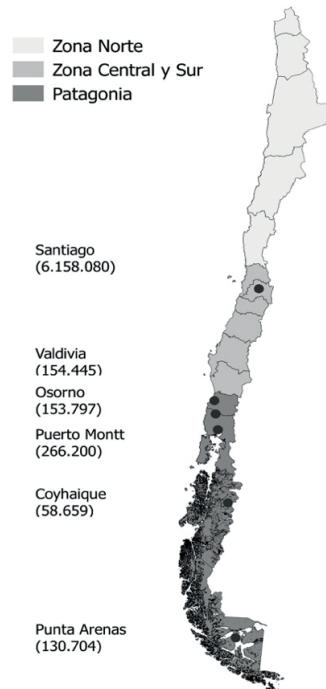 Zona Norte
Zona Central y Sur
Patagonia
Santiago
(6.158.080)
Valdivia
(154.445)
Osorno
(153.797)
Puerto Montt
(266.200)
Coyhaique
(58.659)
Punta Arenas
(130.704)